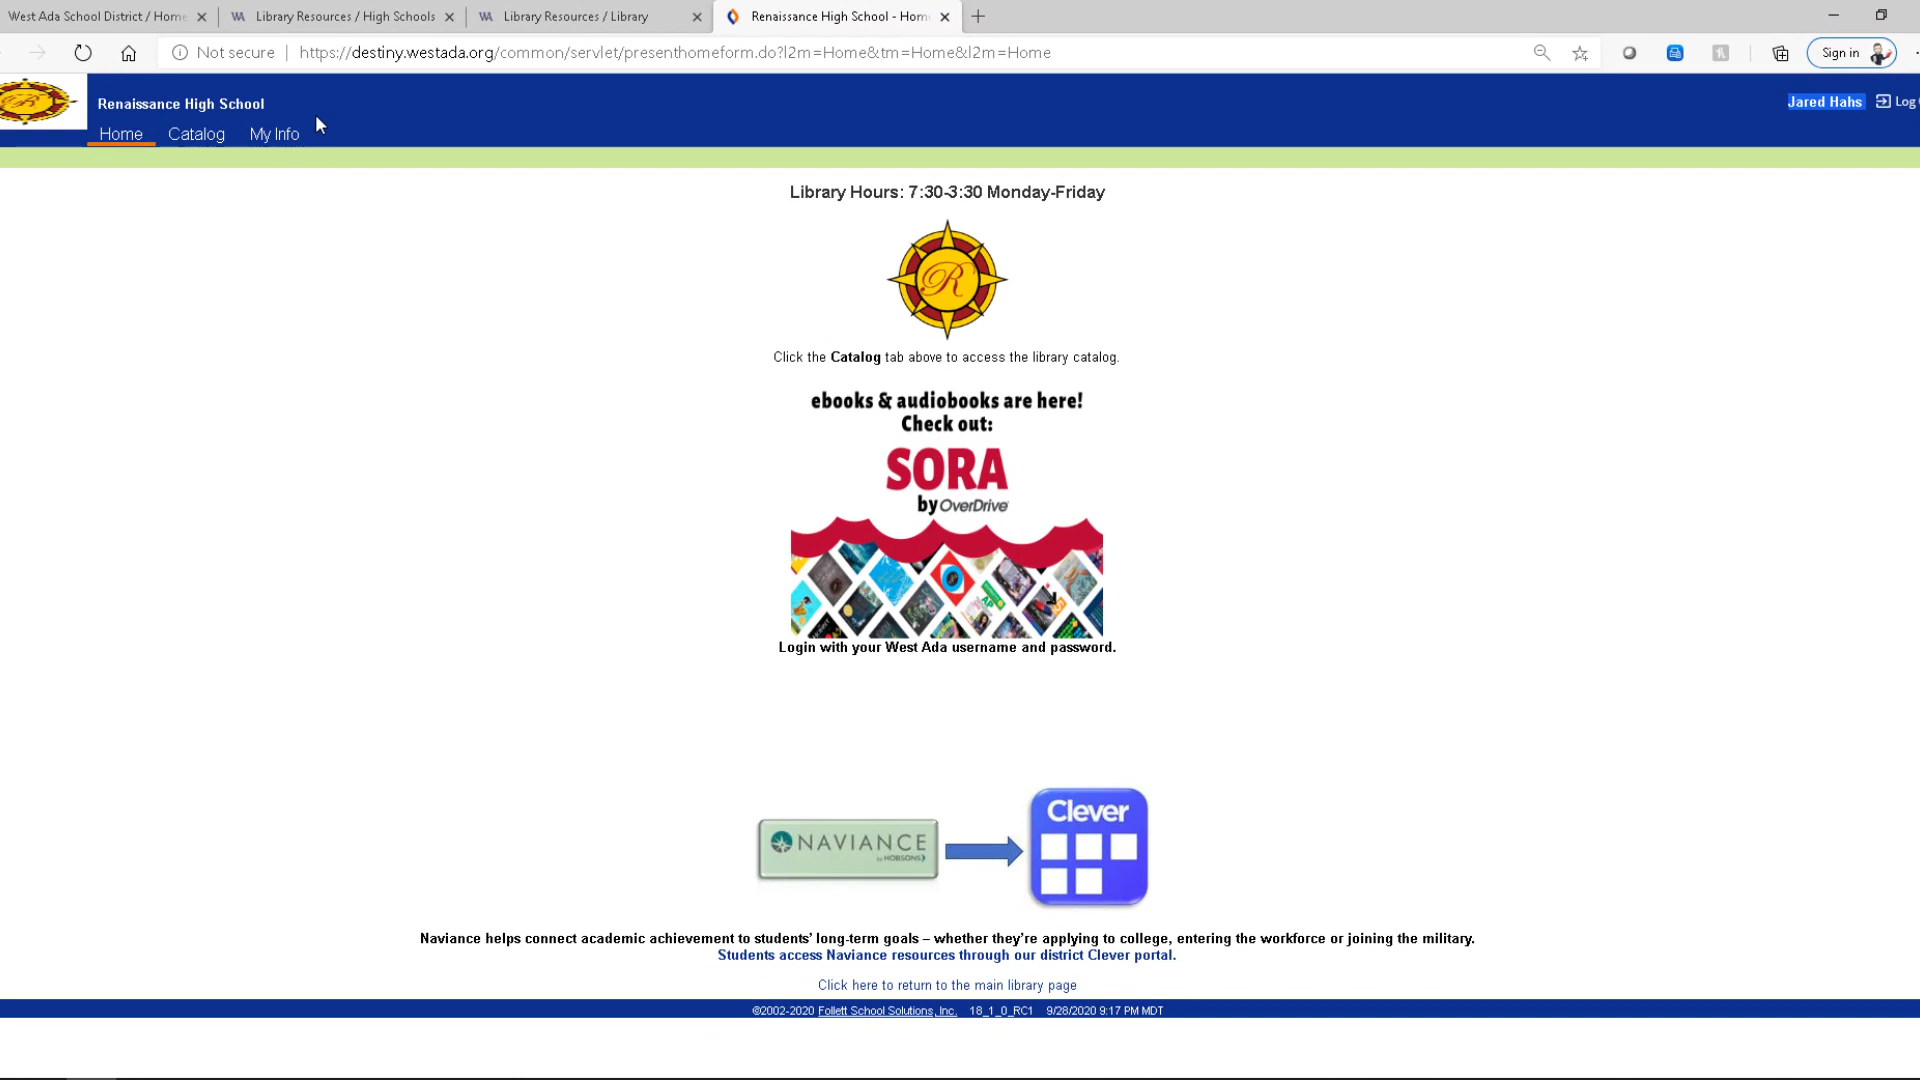 West Ada School District / Home
Library Resources / High Schools
Library Resources / Library
Renaissance High School - Hom
Not secure
https://destiny.westada.org/common/servlet/presenthomeform.do?l2m=Home&tm=Home&l2m=Home
Sign in
Renaissance High School
Jared Hahs
Log
Home
Catalog
My Info
Library Hours: 7:30-3:30 Monday-Friday
R
Click the Catalog tab above to access the library catalog.
ebooks & audiobooks are here!
Check out:
SORA
by OverDrive
Login with your West Ada username and password.
Clever
NAVIANCE
by HOBSONS
Naviance helps connect academic achievement to students' long-term goals – whether they're applying to college, entering the workforce or joining the military.
Students access Naviance resources through our district Clever portal.
Click here to return to the main library page
©2002-2020 Follett School Solutions, Inc. 18_1_0_RC1 9/28/2020 9:17 PM MDT